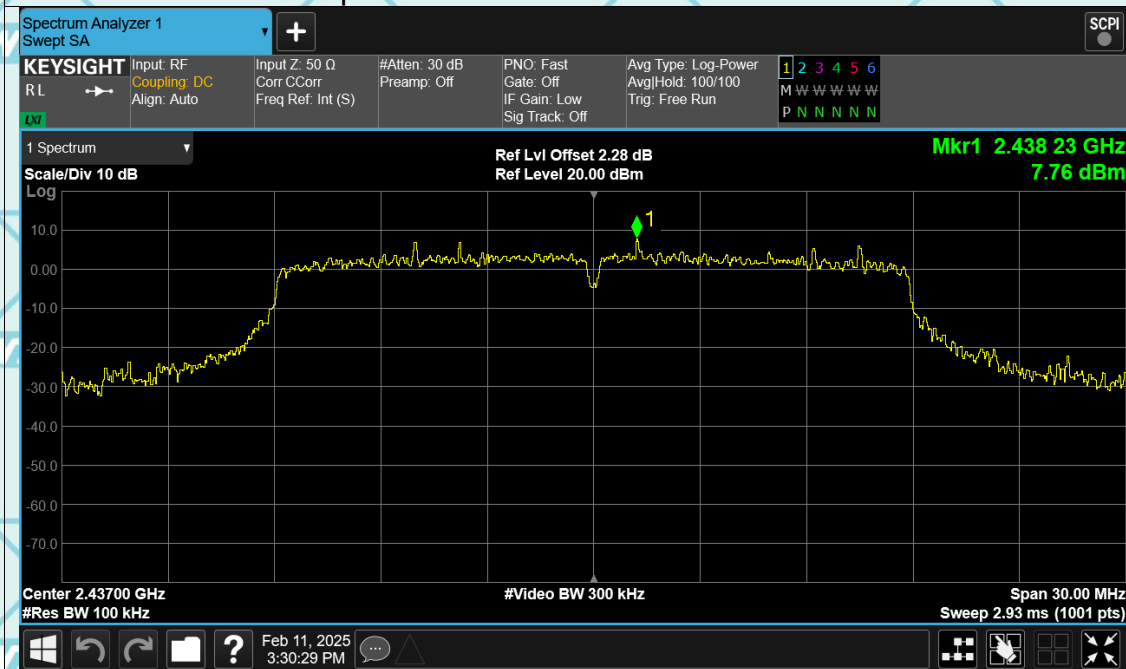 Spectrum Analyzer 1
Swept SA
+
SCPI
KEYSIGHT
R L
LXI
Input: RF
Coupling: DC
Align: Auto
Input Z: 50 Ω
Corr CCorr
Freq Ref: Int (S)
#Atten: 30 dB
Preamp: Off
PNO: Fast
Gate: Off
IF Gain: Low
Sig Track: Off
Avg Type: Log-Power
Avg|Hold: 100/100
Trig: Free Run
1 2 3 4 5 6
M W W W W W
P N N N N N
1 Spectrum
Scale/Div 10 dB
Ref Lvl Offset 2.28 dB
Ref Level 20.00 dBm
Mkr1 2.438 23 GHz
7.76 dBm
Log
1
10.0
0.00
-10.0
-20.0
-30.0
-40.0
-50.0
-60.0
-70.0
Center 2.43700 GHz
#Video BW 300 kHz
Span 30.00 MHz
#Res BW 100 kHz
Sweep 2.93 ms (1001 pts)
?
Feb 11, 2025
3:30:29 PM